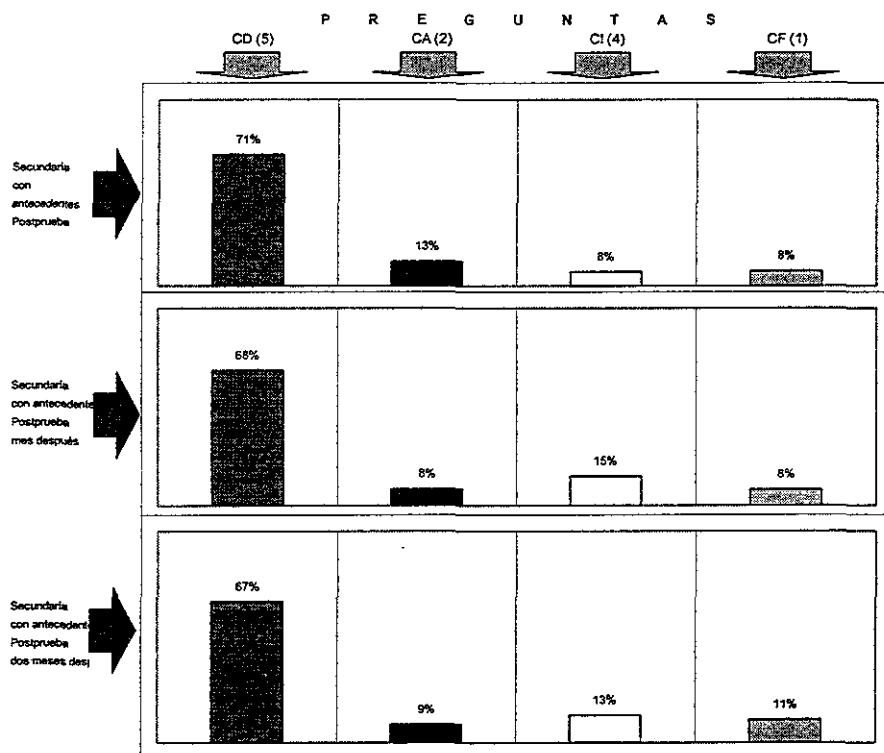 P R E G U N T A S
CD (5) CA (2) CI (4) CF (1)
Secundaria
con
antecedentes
Postprueba
71% 13% 8% 8%
Secundaria
con antecedente
Postprueba
mes después
68% 8% 15% 8%
Secundaria
con antecedent
Postprueba
dos meses desp
67% 9% 13% 11%